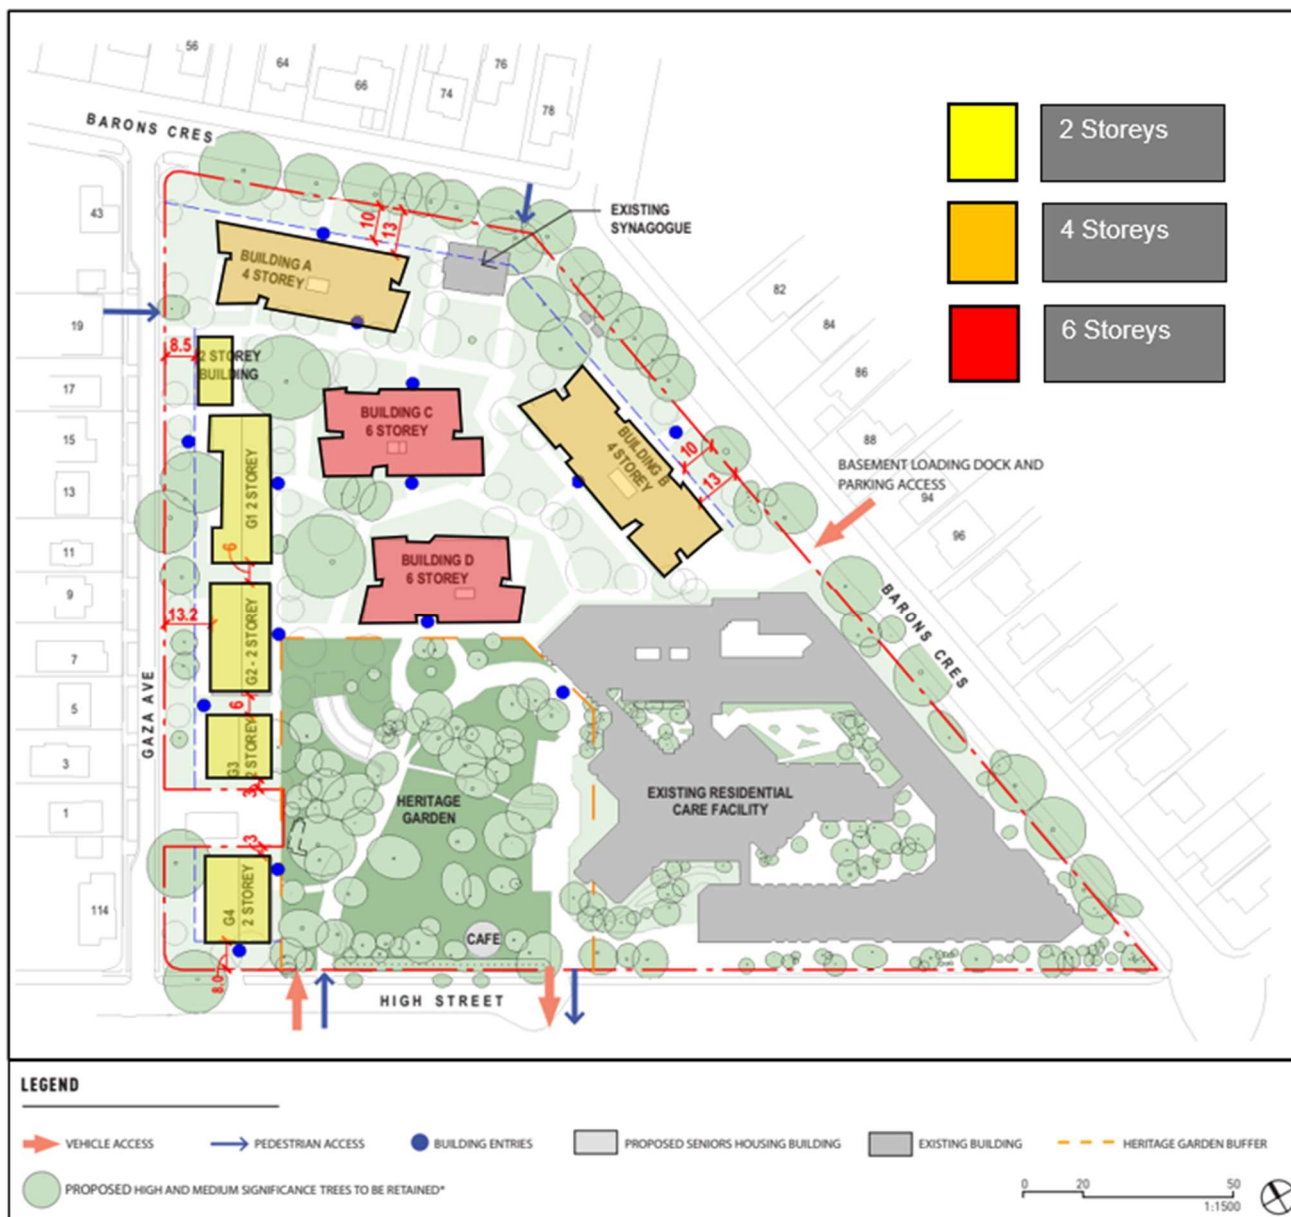 56
64
66
74
76
78
BARONS CRES
2 Storeys
4 Storeys
6 Storeys
43
10
13
EXISTING
SYNAGOGUE
BUILDING A
4 STOREY
19
82
84
86
88
94
96
8.5
2 STOREY
BUILDING
17
15
13
11
9
7
5
3
1
114
BUILDING C
6 STOREY
BUILDING B
4 STOREY
10
13
BASEMENT LOADING DOCK AND
PARKING ACCESS
G1 2 STOREY
6
BUILDING D
6 STOREY
13.2
G2 - 2 STOREY
6
BARONS CRES
GAZA AVE
G3
2 STOREY
3
3
HERITAGE
GARDEN
EXISTING RESIDENTIAL
CARE FACILITY
G4
2 STOREY
CAFE
8.0
HIGH STREET
LEGEND
VEHICLE ACCESS
PEDESTRIAN ACCESS
BUILDING ENTRIES
PROPOSED SENIORS HOUSING BUILDING
EXISTING BUILDING
HERITAGE GARDEN BUFFER
PROPOSED HIGH AND MEDIUM SIGNIFICANCE TREES TO BE RETAINED*
0 20 50
1:1500